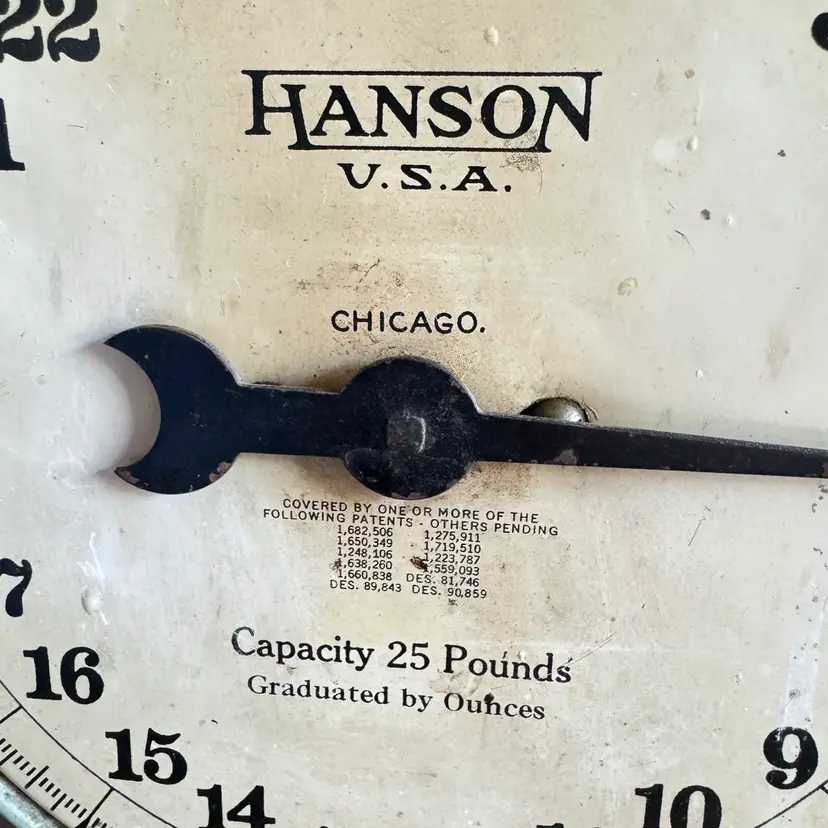 22
HANSON
U.S.A.
CHICAGO.
COVERED BY ONE OR MORE OF THE
FOLLOWING PATENTS - OTHERS PENDING
1,682,506 1,275,911
1,650,349 1,719,510
1,248,106 1,223,787
1,638,260 1,559,093
1,660,838 DES. 81,746
DES. 89,843 DES. 90,859
7
Capacity 25 Pounds
16
Graduated by Ounces
15
9
14
10